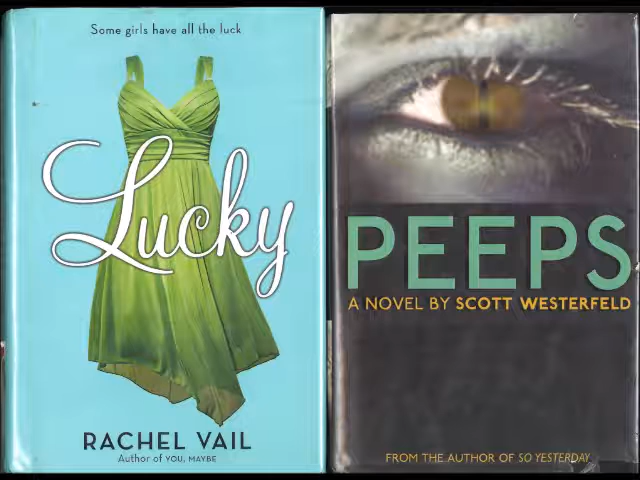 Some girls have all the luck
Lucky
RACHEL VAIL
Author of YOU, MAYBE
PEEPS
A NOVEL BY SCOTT WESTERFELD
FROM THE AUTHOR OF SO YESTERDAY